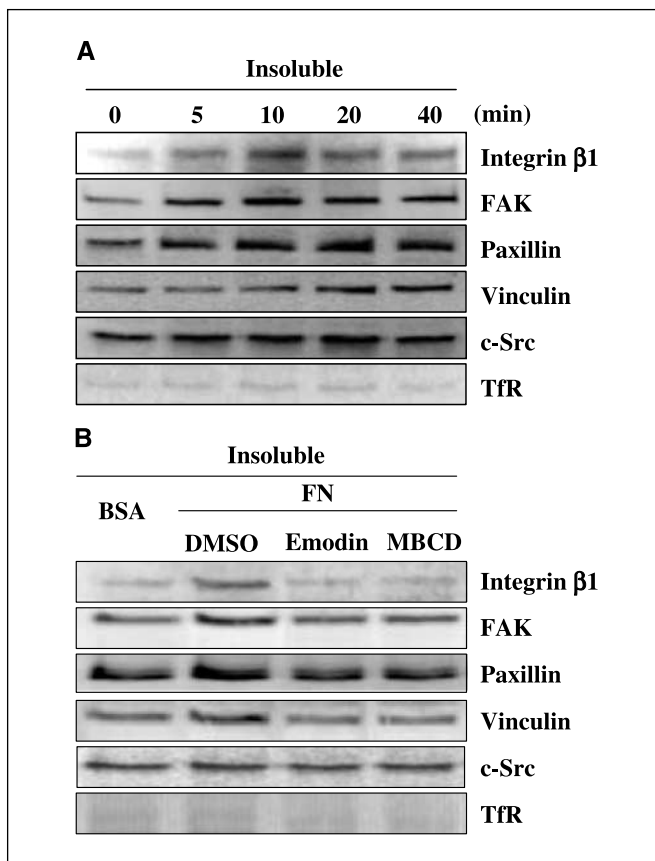 A
Insoluble
0 5 10 20 40 (min)
Integrin β1
FAK
Paxillin
Vinculin
c-Src
TfR
B
Insoluble
FN
BSA
DMSO Emodin MBCD
Integrin β1
FAK
Paxillin
Vinculin
c-Src
TfR